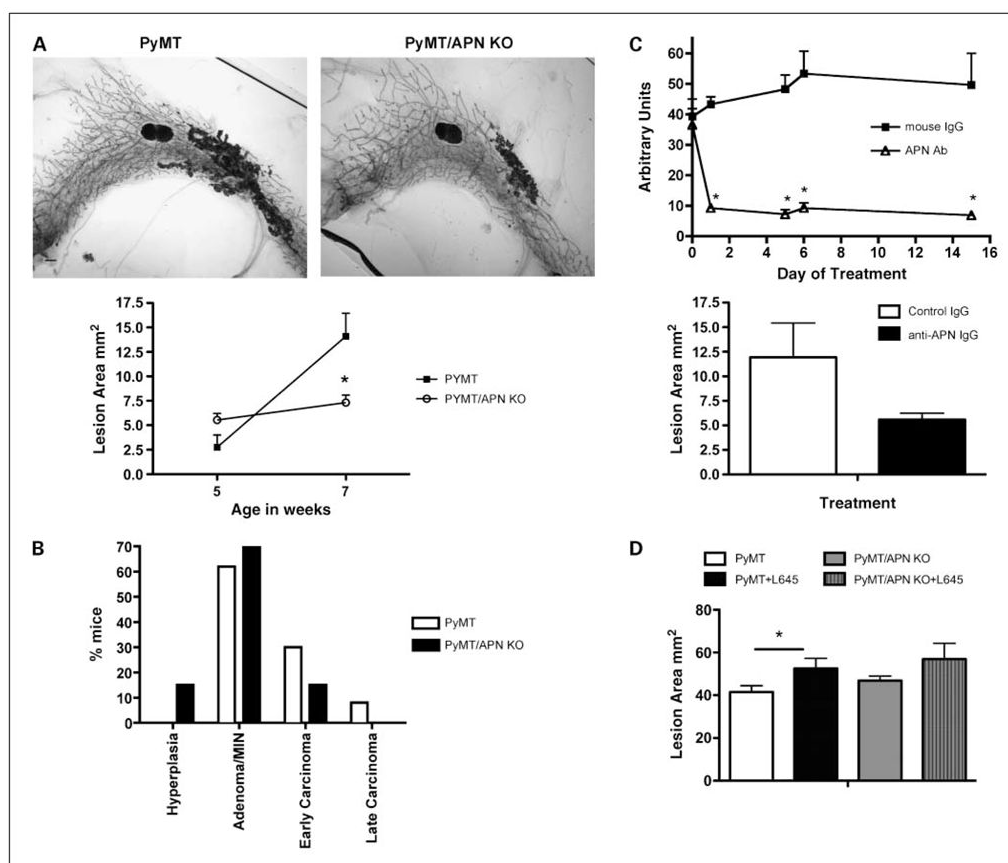 A
PyMT
PyMT/APN KO
17.5
15.0
12.5
10.0
7.5
5.0
2.5
0.0
Lesion Area mm²
*
5
7
Age in weeks
PYMT
PYMT/APN KO
B
70
60
50
40
30
20
10
0
% mice
Hyperplasia
Adenoma/MIN
Early Carcinoma
Late Carcinoma
PyMT
PyMT/APN KO
C
60
50
40
30
20
10
0
Arbitrary Units
mouse IgG
APN Ab
* * * *
0 2 4 6 8 10 12 14 16
Day of Treatment
17.5
15.0
12.5
10.0
7.5
5.0
2.5
0.0
Lesion Area mm²
Control IgG
anti-APN IgG
Treatment
D
PyMT
PyMT/APN KO
PyMT+L645
PyMT/APN KO+L645
80
60
40
20
0
Lesion Area mm²
*